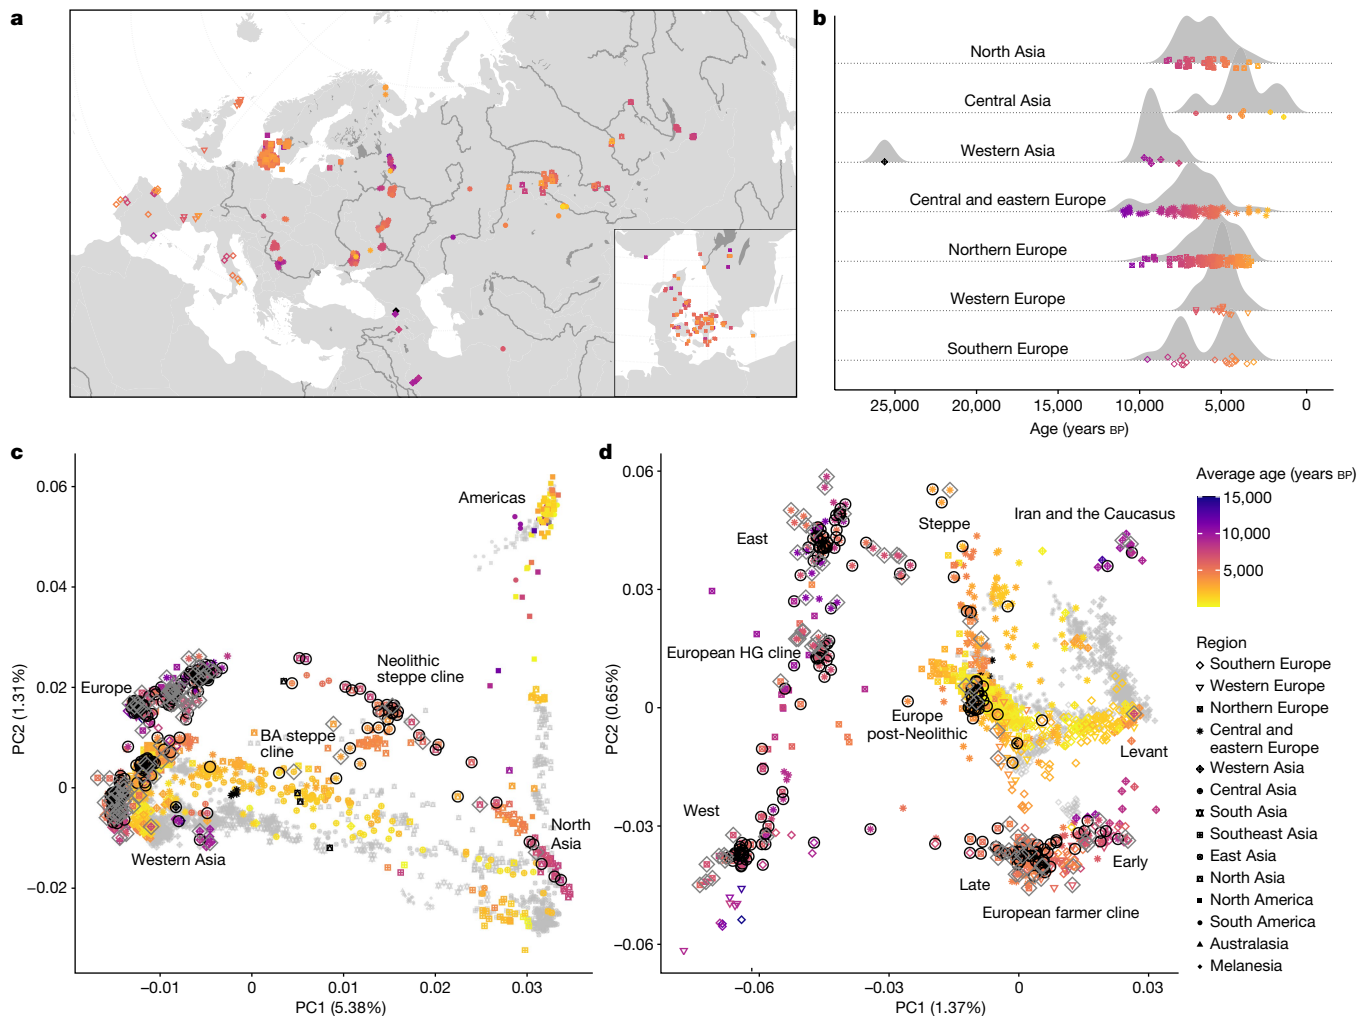 a
b
North Asia
Central Asia
Western Asia
Central and eastern Europe
Northern Europe
Western Europe
Southern Europe
25,000 20,000 15,000 10,000 5,000 0
Age (years BP)
c
0.06
0.04
0.02
0
−0.02
PC2 (1.31%)
Americas
Neolithic
steppe cline
Europe
BA steppe
cline
Western Asia
North
Asia
−0.01 0 0.01 0.02 0.03
PC1 (5.38%)
d
0.06
0.03
0
−0.03
−0.06
PC2 (0.65%)
East
Steppe
Iran and the Caucasus
European HG cline
Europe
post-Neolithic
Levant
West
Early
Late
European farmer cline
−0.06 −0.03 0 0.03
PC1 (1.37%)
Average age (years BP)
15,000
10,000
5,000
Region
Southern Europe
Western Europe
Northern Europe
Central and
eastern Europe
Western Asia
Central Asia
South Asia
Southeast Asia
East Asia
North Asia
North America
South America
Australasia
Melanesia